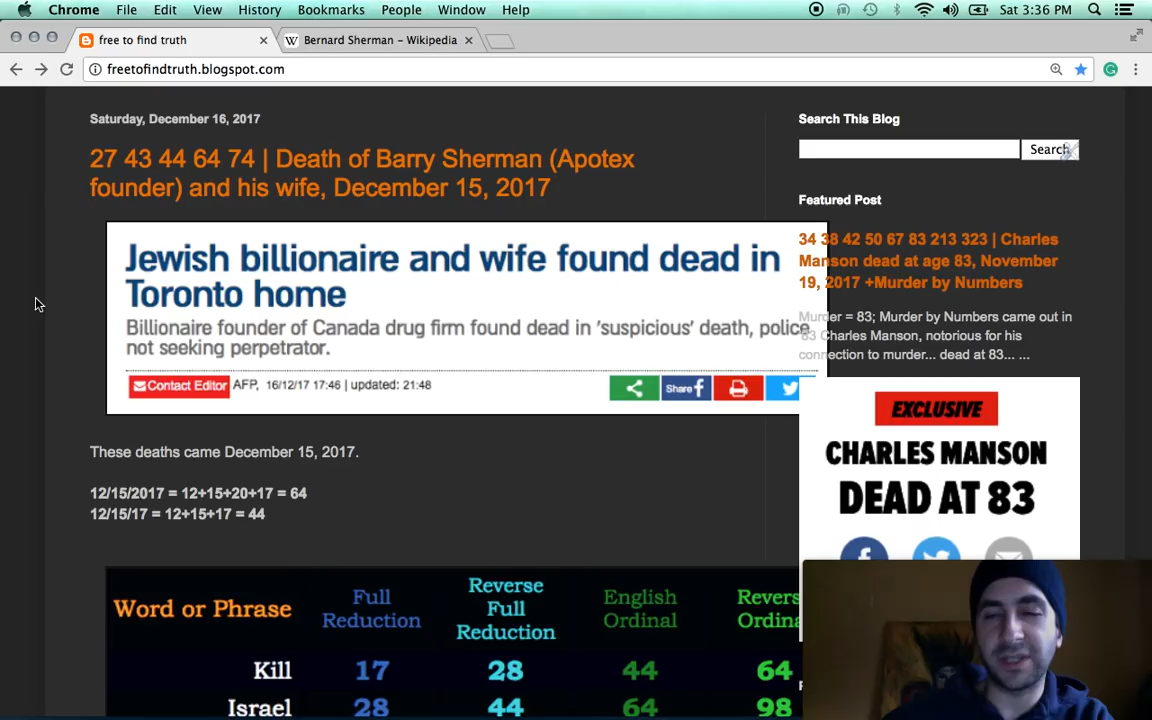 Chrome File Edit View History Bookmarks People Window Help Sat 3:36 PM
free to find truth
Bernard Sherman – Wikipedia
freetofindtruth.blogspot.com
Saturday, December 16, 2017
27 43 44 64 74 | Death of Barry Sherman (Apotex
founder) and his wife, December 15, 2017
Jewish billionaire and wife found dead in
Toronto home
Billionaire founder of Canada drug firm found dead in 'suspicious' death, police
not seeking perpetrator.
Contact Editor AFP, 16/12/17 17:46 | updated: 21:48
Share
These deaths came December 15, 2017.
12/15/2017 = 12+15+20+17 = 64
12/15/17 = 12+15+17 = 44
Word or Phrase
Full
Reduction
Reverse
Full
Reduction
English
Ordinal
Revers
Ordina
Kill 17 28 44 64
Israel 28 44 64 98
Search This Blog
Search
Featured Post
34 38 42 50 67 83 213 323 | Charles
Manson dead at age 83, November
19, 2017 +Murder by Numbers
Murder = 83; Murder by Numbers came out in
'83 Charles Manson, notorious for his
connection to murder... dead at 83... ...
EXCLUSIVE
CHARLES MANSON
DEAD AT 83